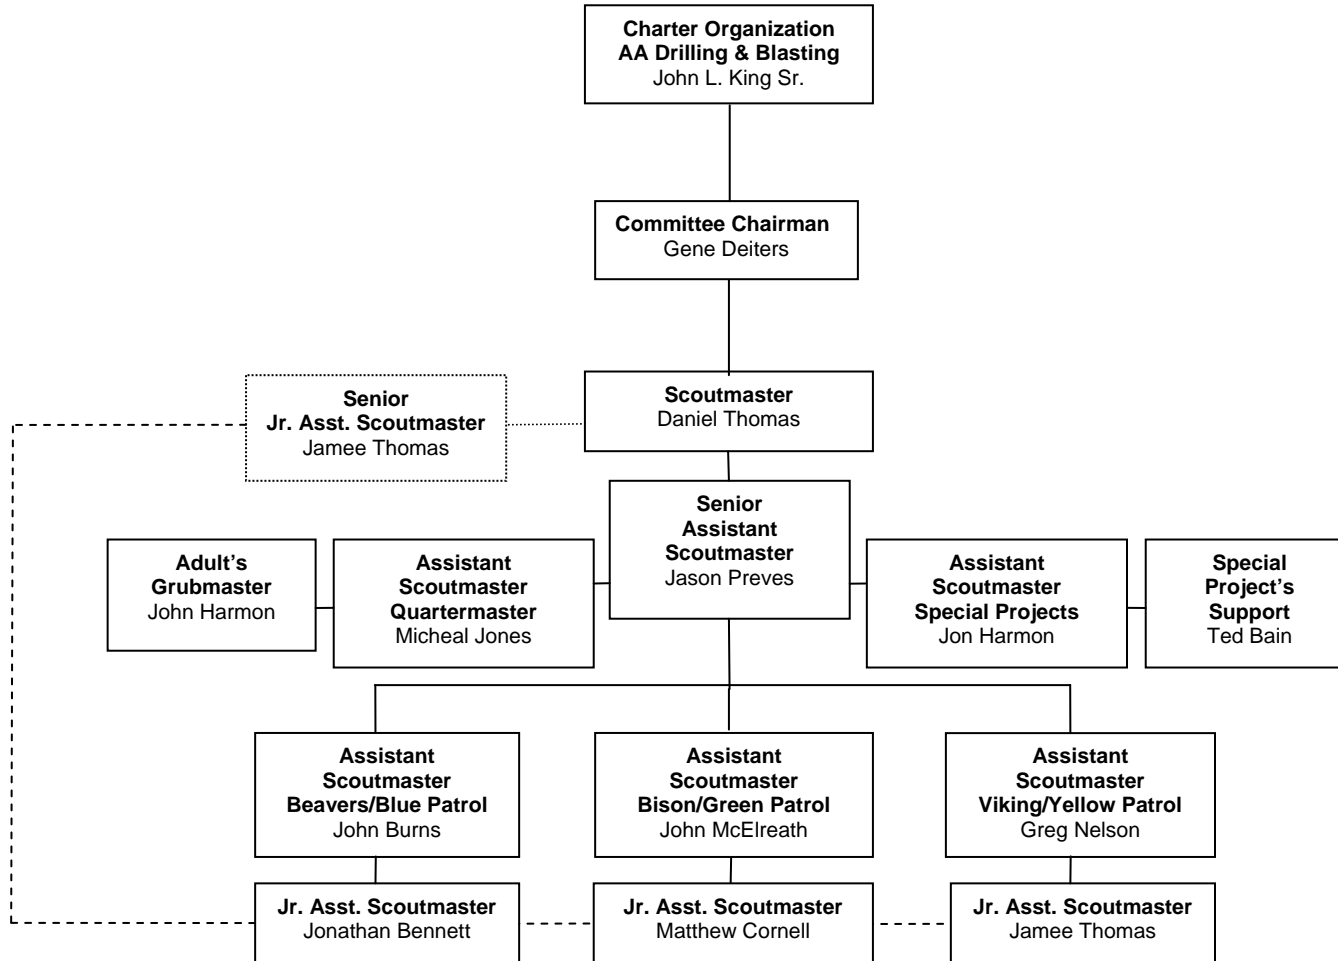 Charter Organization
AA Drilling & Blasting
John L. King Sr.
Committee Chairman
Gene Deiters
Senior
Jr. Asst. Scoutmaster
Jamee Thomas
Scoutmaster
Daniel Thomas
Senior
Assistant
Scoutmaster
Jason Preves
Adult’s
Grubmaster
John Harmon
Assistant
Scoutmaster
Quartermaster
Micheal Jones
Assistant
Scoutmaster
Special Projects
Jon Harmon
Special
Project’s
Support
Ted Bain
Assistant
Scoutmaster
Beavers/Blue Patrol
John Burns
Assistant
Scoutmaster
Bison/Green Patrol
John McElreath
Assistant
Scoutmaster
Viking/Yellow Patrol
Greg Nelson
Jr. Asst. Scoutmaster
Jonathan Bennett
Jr. Asst. Scoutmaster
Matthew Cornell
Jr. Asst. Scoutmaster
Jamee Thomas